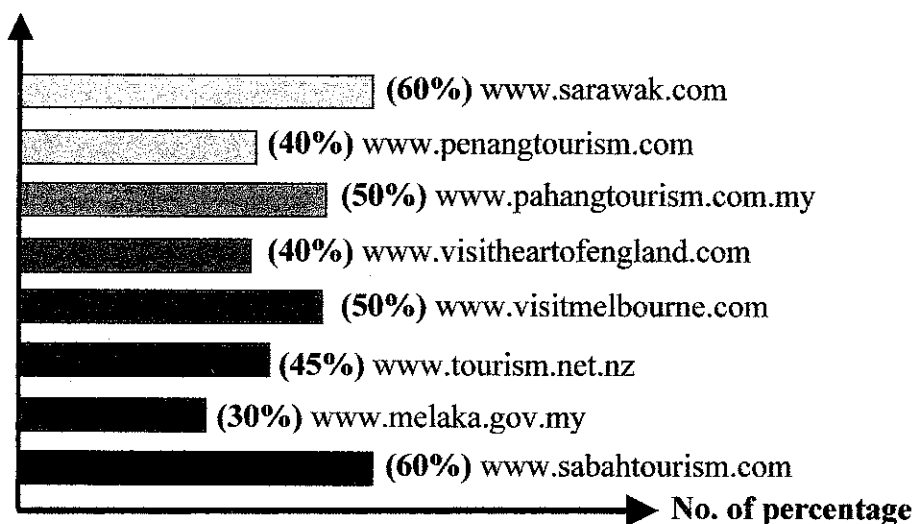 (60%) www.sarawak.com
(40%) www.penangtourism.com
(50%) www.pahangtourism.com.my
(40%) www.visitheartofengland.com
(50%) www.visitmelbourne.com
(45%) www.tourism.net.nz
(30%) www.melaka.gov.my
(60%) www.sabahtourism.com
No. of percentage